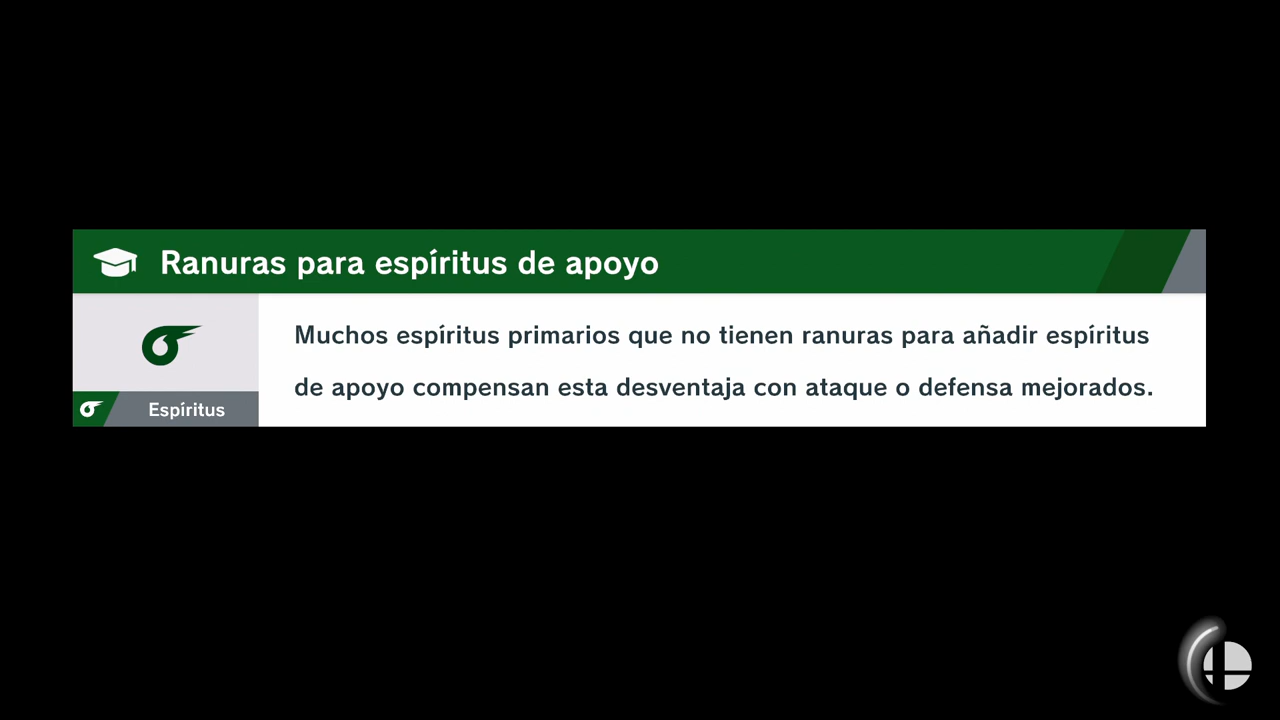 Ranuras para espíritus de apoyo
Muchos espíritus primarios que no tienen ranuras para añadir espíritus
de apoyo compensan esta desventaja con ataque o defensa mejorados.
Espíritus